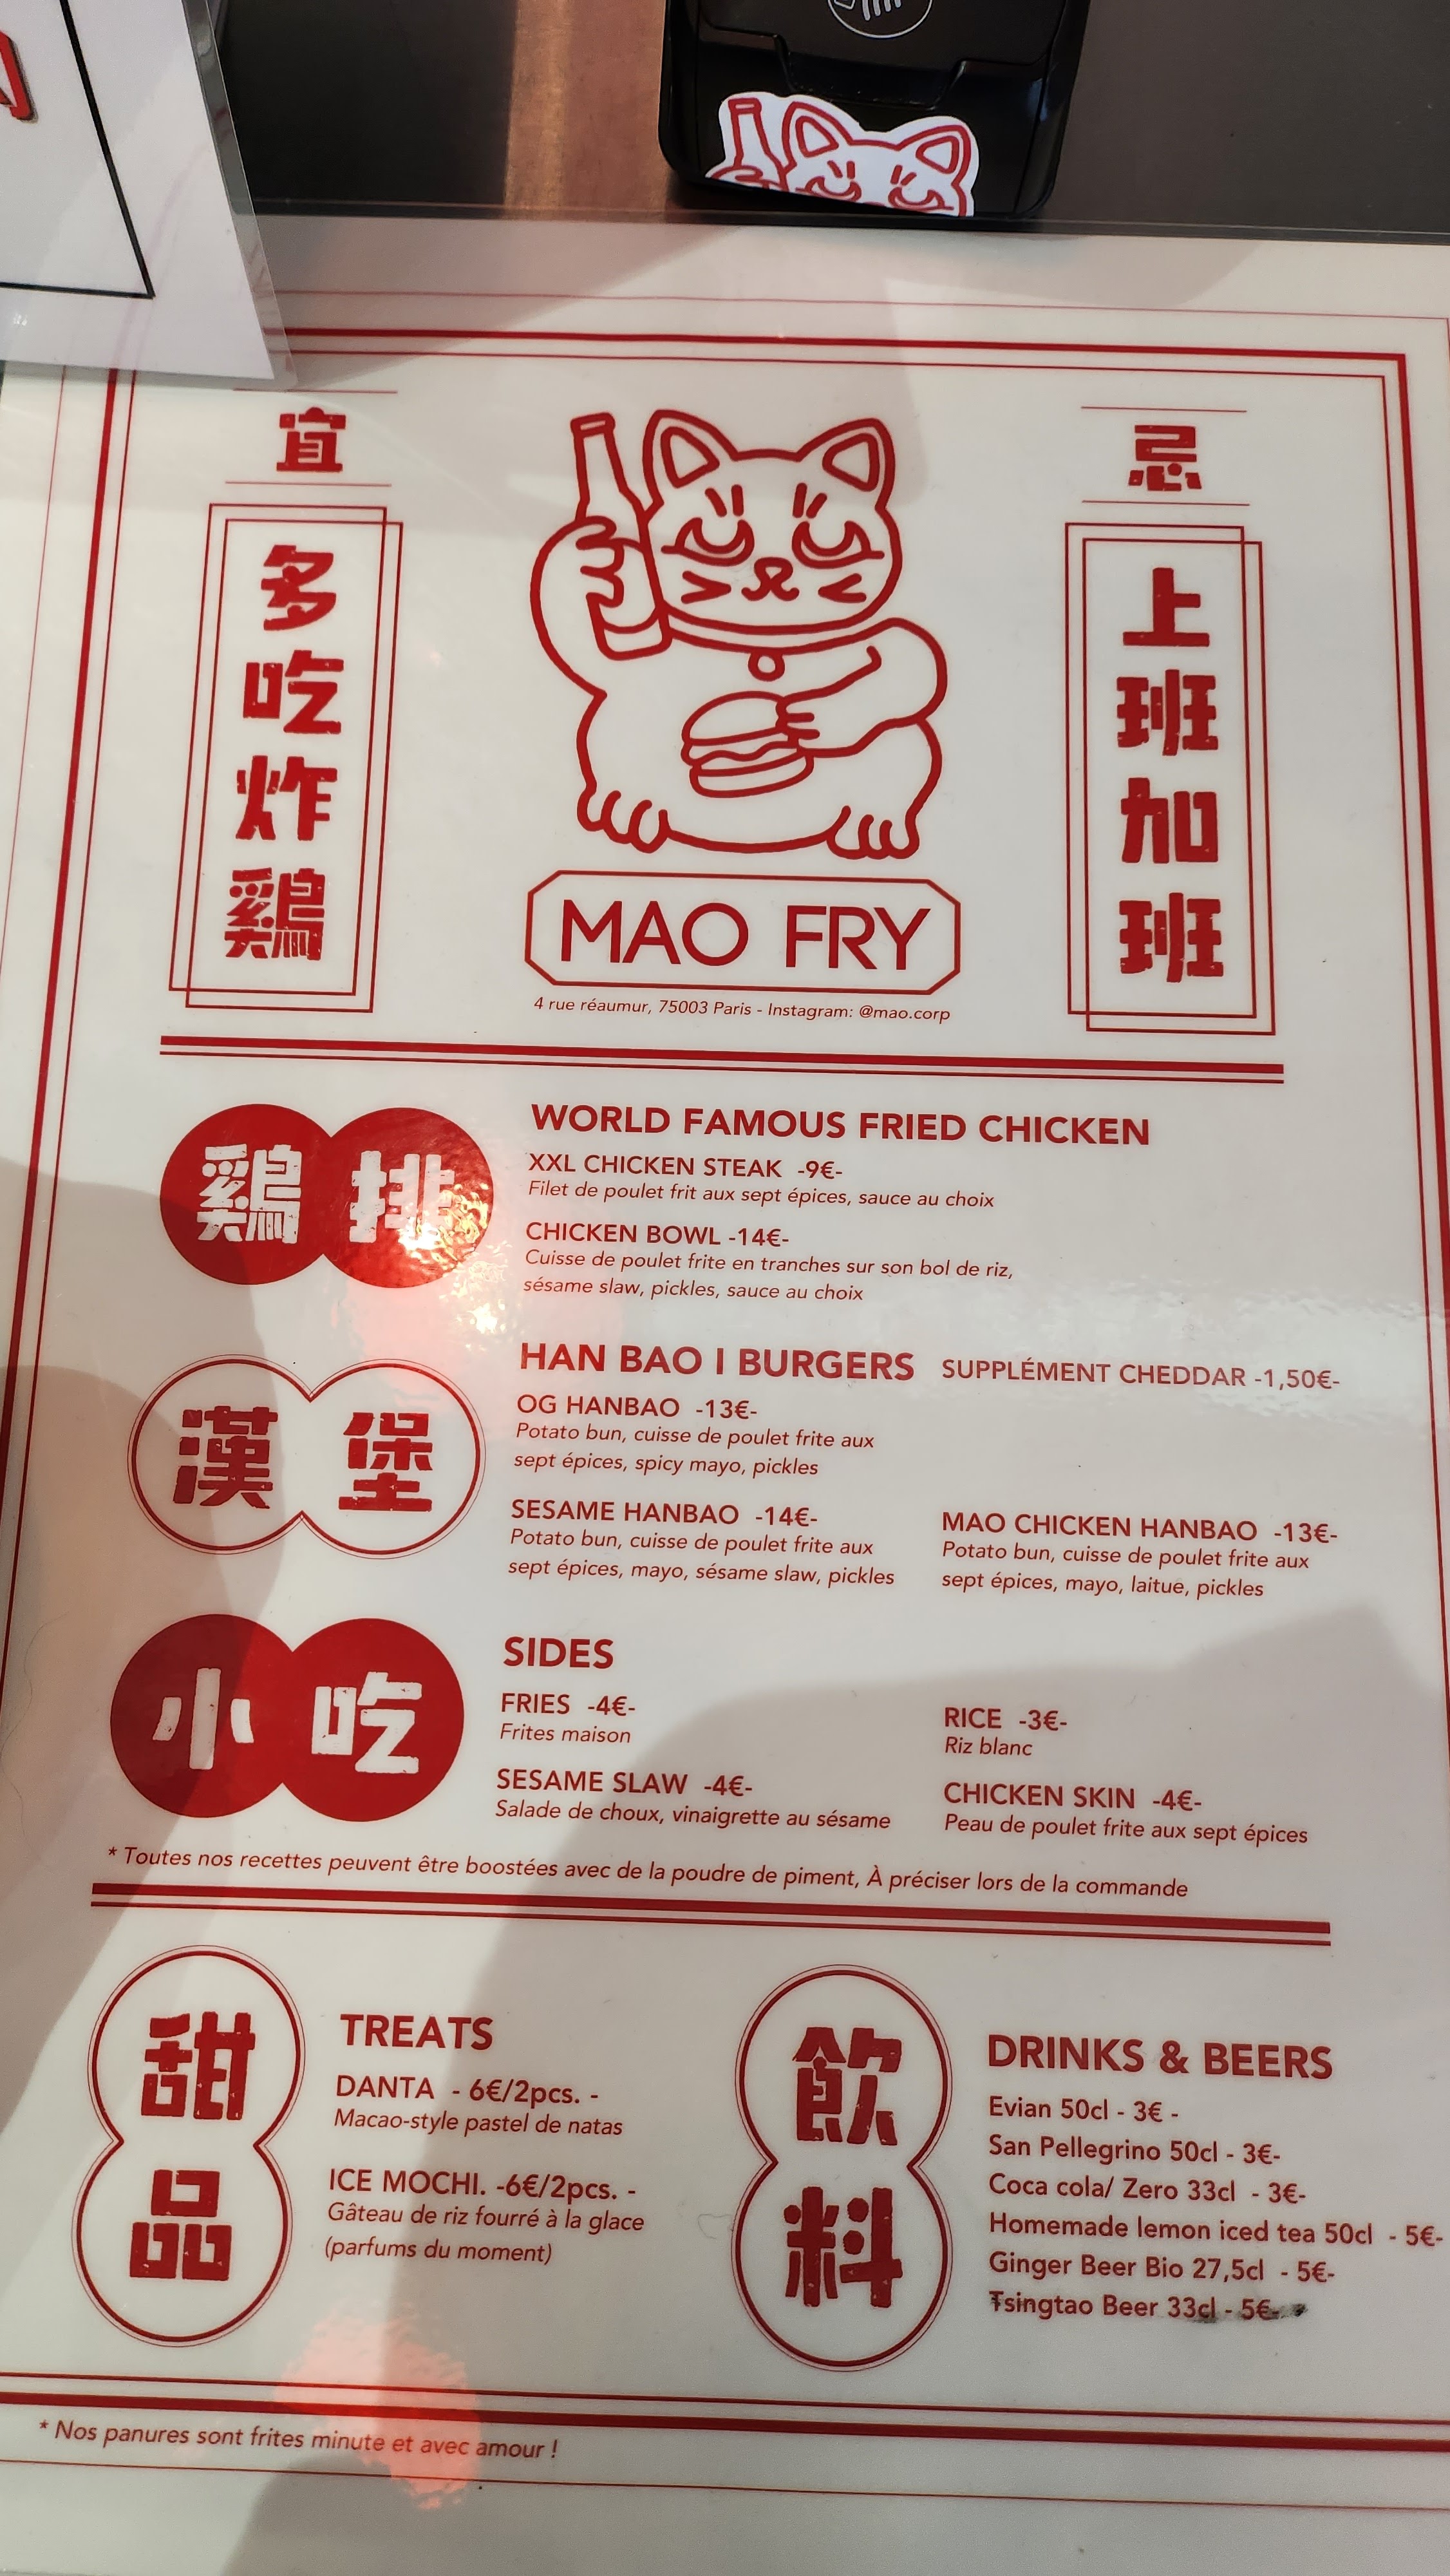 宜
多吃炸鷄
忌
上班加班
MAO FRY
4 rue réaumur, 75003 Paris - Instagram: @mao.corp
鷄排
WORLD FAMOUS FRIED CHICKEN
XXL CHICKEN STEAK -9€-
Filet de poulet frit aux sept épices, sauce au choix
CHICKEN BOWL -14€-
Cuisse de poulet frite en tranches sur son bol de riz,
sésame slaw, pickles, sauce au choix
漢堡
HAN BAO I BURGERS SUPPLÉMENT CHEDDAR -1,50€-
OG HANBAO -13€-
Potato bun, cuisse de poulet frite aux
sept épices, spicy mayo, pickles
SESAME HANBAO -14€-
Potato bun, cuisse de poulet frite aux
sept épices, mayo, sésame slaw, pickles
MAO CHICKEN HANBAO -13€-
Potato bun, cuisse de poulet frite aux
sept épices, mayo, laitue, pickles
小吃
SIDES
FRIES -4€-
Frites maison
RICE -3€-
Riz blanc
SESAME SLAW -4€-
Salade de choux, vinaigrette au sésame
CHICKEN SKIN -4€-
Peau de poulet frite aux sept épices
* Toutes nos recettes peuvent être boostées avec de la poudre de piment, À préciser lors de la commande
甜品
TREATS
DANTA - 6€/2pcs. -
Macao-style pastel de natas
ICE MOCHI. -6€/2pcs. -
Gâteau de riz fourré à la glace
(parfums du moment)
飲料
DRINKS & BEERS
Evian 50cl - 3€ -
San Pellegrino 50cl - 3€-
Coca cola/ Zero 33cl - 3€-
Homemade lemon iced tea 50cl - 5€-
Ginger Beer Bio 27,5cl - 5€-
Tsingtao Beer 33cl - 5€-
* Nos panures sont frites minute et avec amour !